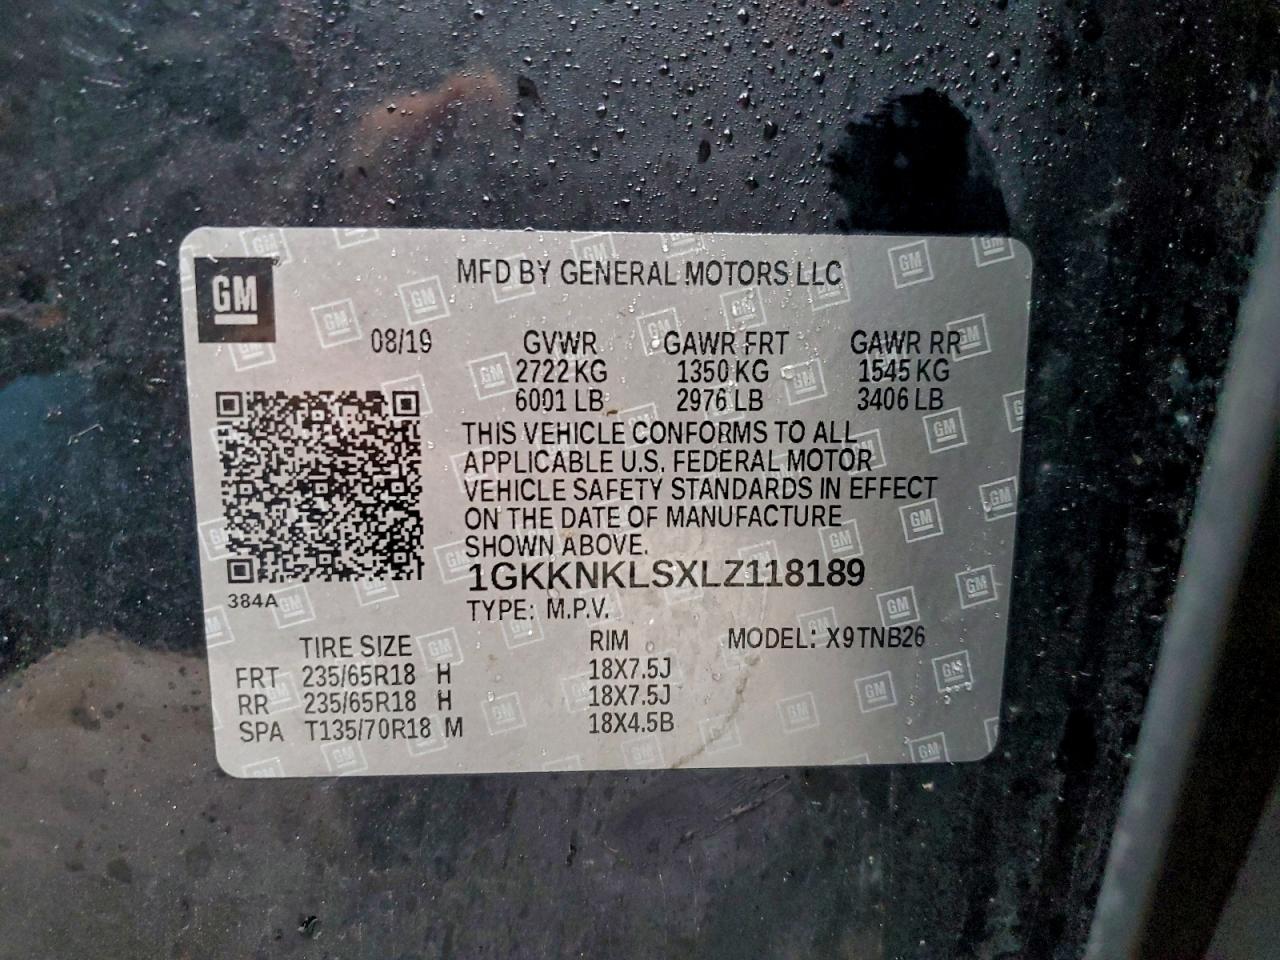 GM
MFD BY GENERAL MOTORS LLC
08/19 GVWR GAWR FRT GAWR RR
2722 KG 1350 KG 1545 KG
6001 LB 2976 LB 3406 LB
THIS VEHICLE CONFORMS TO ALL
APPLICABLE U.S. FEDERAL MOTOR
VEHICLE SAFETY STANDARDS IN EFFECT
ON THE DATE OF MANUFACTURE
SHOWN ABOVE.
1GKKNKLSXLZ118189
384A
TYPE: M.P.V.
TIRE SIZE RIM MODEL: X9TNB26
FRT 235/65R18 H 18X7.5J
RR 235/65R18 H 18X7.5J
SPA T135/70R18 M 18X4.5B